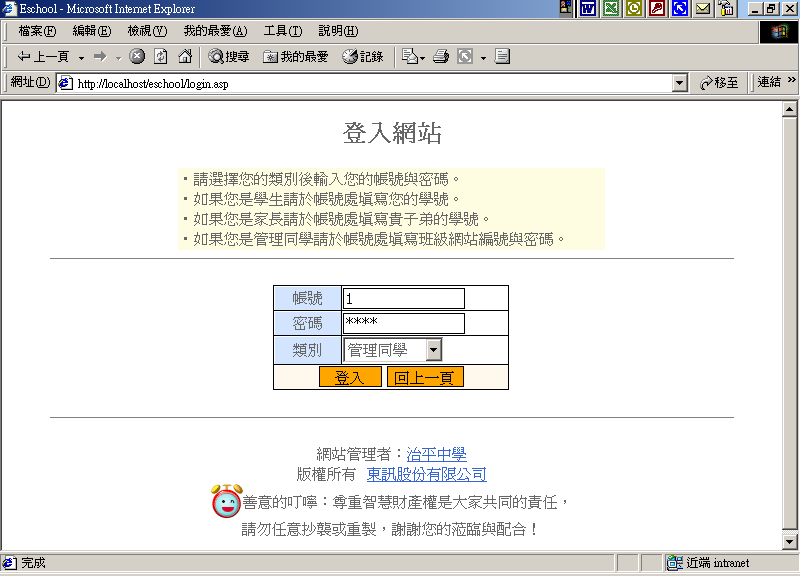 Eschool - Microsoft Internet Explorer
檔案(F) 編輯(E) 檢視(V) 我的最愛(A) 工具(T) 說明(H)
上一頁 搜尋 我的最愛 記錄
網址(D) http://localhost/eschool/login.asp 移至 連結 »
登入網站
‧請選擇您的類別後輸入您的帳號與密碼。
‧如果您是學生請於帳號處填寫您的學號。
‧如果您是家長請於帳號處填寫貴子弟的學號。
‧如果您是管理同學請於帳號處填寫班級網站編號與密碼。
帳號 1
密碼 ****
類別 管理同學
登入 回上一頁
網站管理者：治平中學
版權所有 東訊股份有限公司
善意的叮嚀：尊重智慧財產權是大家共同的責任，
請勿任意抄襲或重製，謝謝您的蒞臨與配合！
完成 近端 intranet